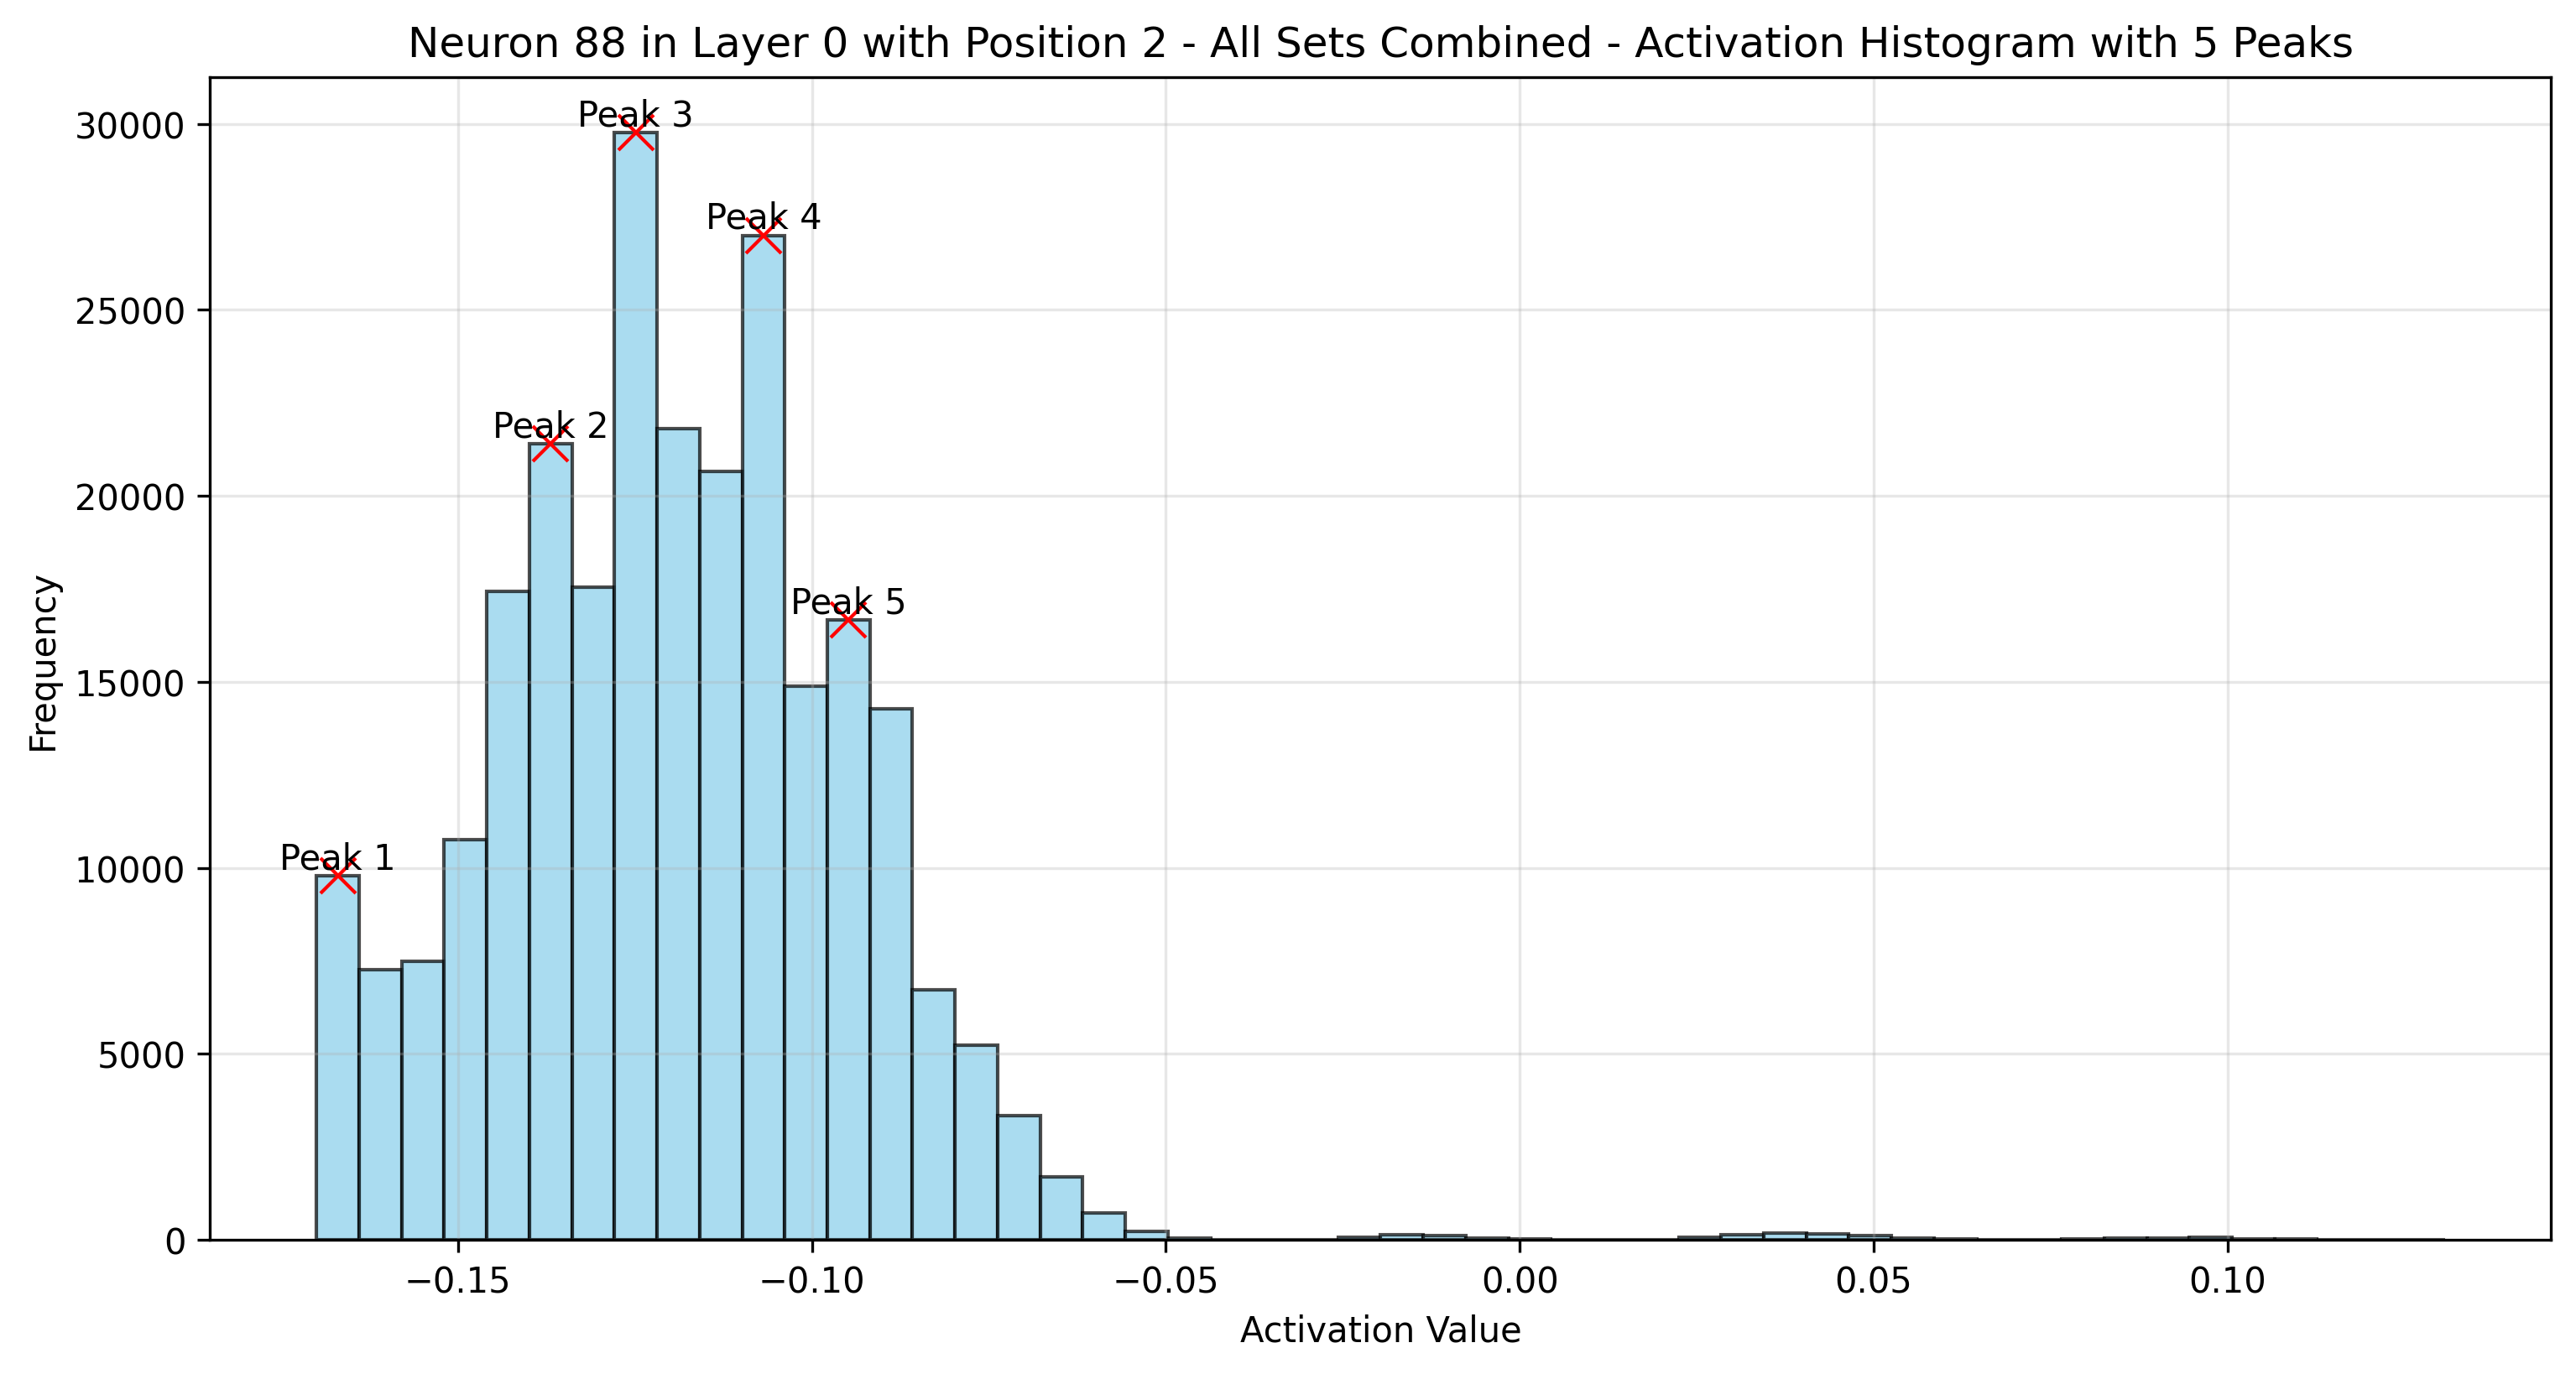 Neuron 88 in Layer 0 with Position 2 - All Sets Combined - Activation Histogram with 5 Peaks
Peak 3
30000
Peak 4
25000
Peak 2
20000
Peak 5
15000
Frequency
Peak 1
10000
5000
0
−0.15 −0.10 −0.05 0.00 0.05 0.10
Activation Value